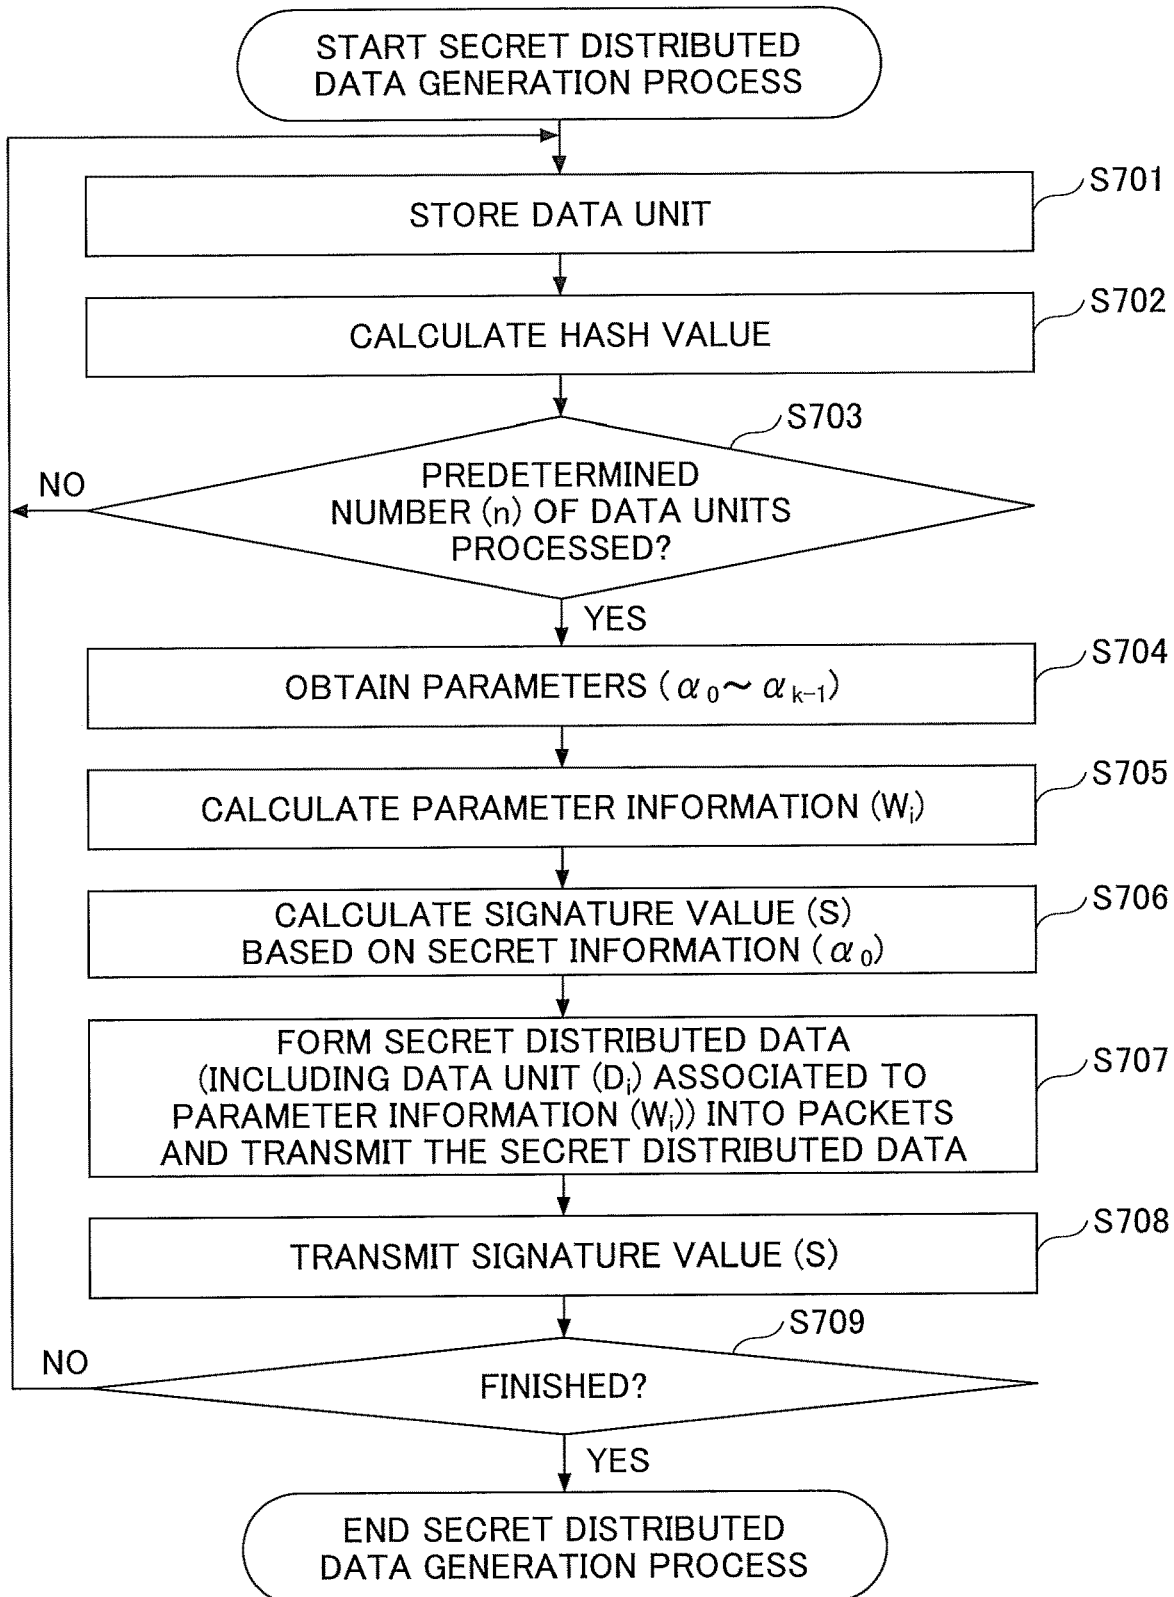 START SECRET DISTRIBUTED
DATA GENERATION PROCESS
S701
STORE DATA UNIT
S702
CALCULATE HASH VALUE
S703
PREDETERMINED
NUMBER (n) OF DATA UNITS
PROCESSED?
NO
YES
S704
OBTAIN PARAMETERS (α₀~α k-1)
S705
CALCULATE PARAMETER INFORMATION (Wᵢ)
S706
CALCULATE SIGNATURE VALUE (S)
BASED ON SECRET INFORMATION (α₀)
S707
FORM SECRET DISTRIBUTED DATA
(INCLUDING DATA UNIT (Dᵢ) ASSOCIATED TO
PARAMETER INFORMATION (Wᵢ)) INTO PACKETS
AND TRANSMIT THE SECRET DISTRIBUTED DATA
S708
TRANSMIT SIGNATURE VALUE (S)
S709
FINISHED?
NO
YES
END SECRET DISTRIBUTED
DATA GENERATION PROCESS